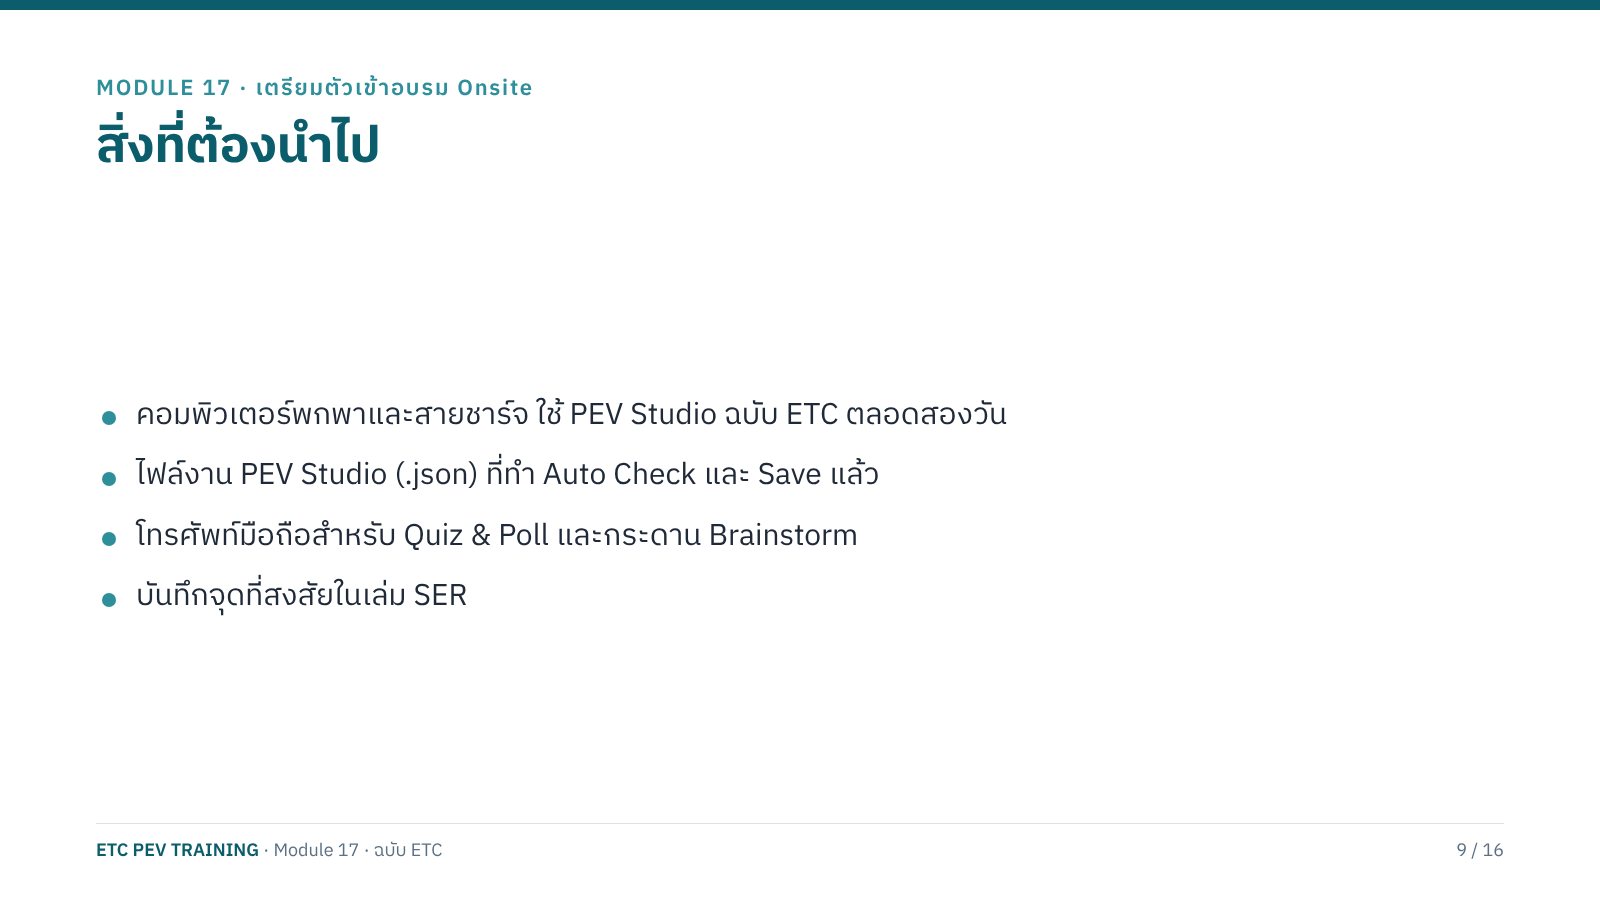 MODULE 17 · เตรียมตัวเข้าอบรม Onsite
สิ่งที่ต้องนำไป
คอมพิวเตอร์พกพาและสายชาร์จ ใช้ PEV Studio ฉบับ ETC ตลอดสองวัน
ไฟล์งาน PEV Studio (.json) ที่ทำ Auto Check และ Save แล้ว
โทรศัพท์มือถือสำหรับ Quiz & Poll และกระดาน Brainstorm
บันทึกจุดที่สงสัยในเล่ม SER
ETC PEV TRAINING · Module 17 · ฉบับ ETC
9 / 16